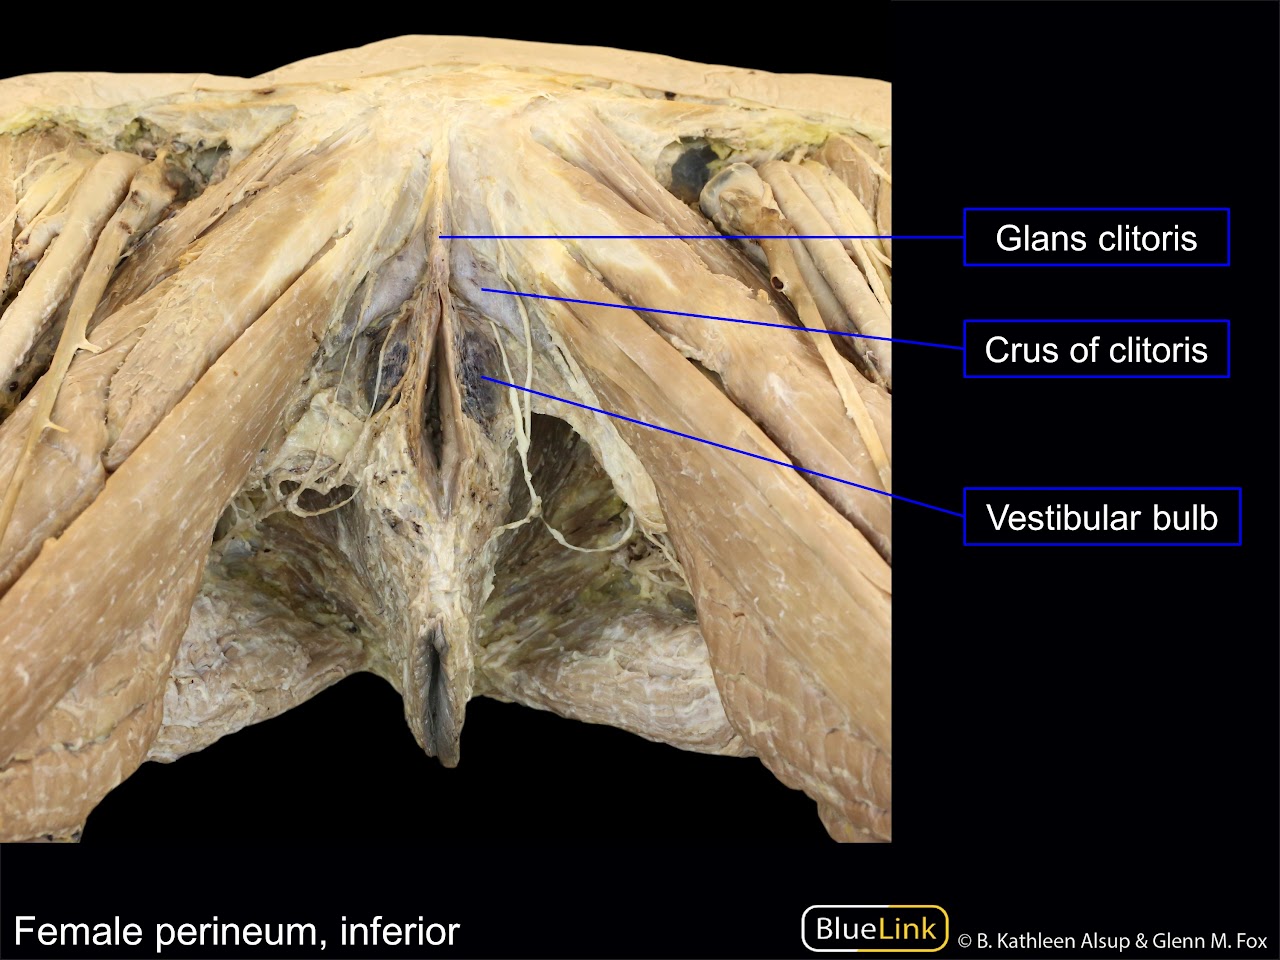 Glans clitoris
Crus of clitoris
Vestibular bulb
Female perineum, inferior
BlueLink
© B. Kathleen Alsup & Glenn M. Fox